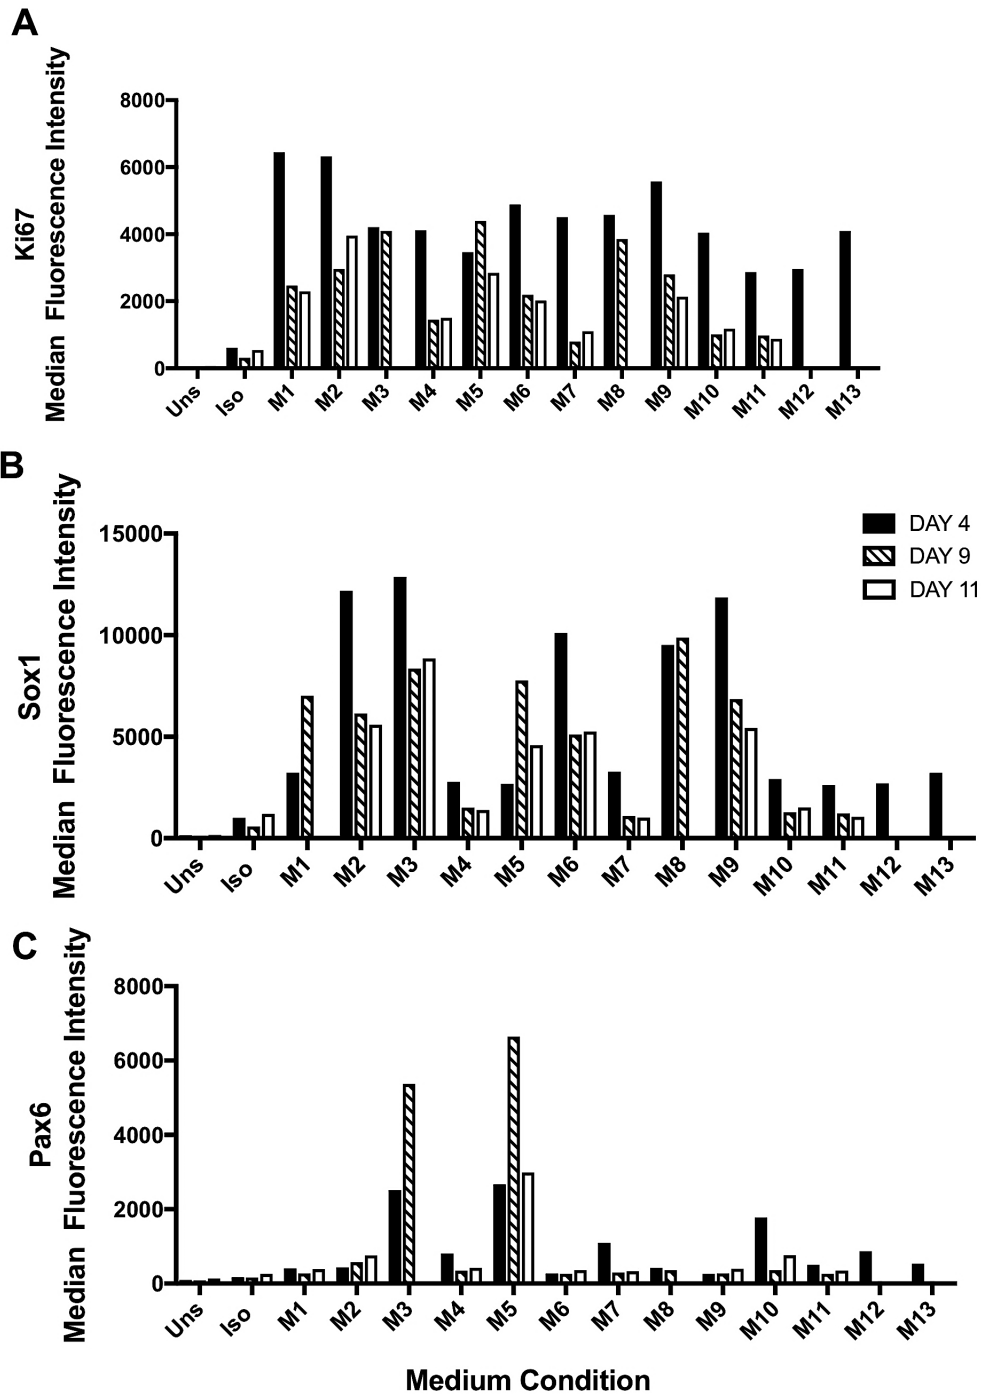 A
Ki67
Median Fluorescence Intensity
8000
6000
4000
2000
0
Uns Iso M1 M2 M3 M4 M5 M6 M7 M8 M9 M10 M11 M12 M13
B
Sox1
Median Fluorescence Intensity
15000
10000
5000
0
DAY 4
DAY 9
DAY 11
Uns Iso M1 M2 M3 M4 M5 M6 M7 M8 M9 M10 M11 M12 M13
C
Pax6
Median Fluorescence Intensity
8000
6000
4000
2000
0
Uns Iso M1 M2 M3 M4 M5 M6 M7 M8 M9 M10 M11 M12 M13
Medium Condition